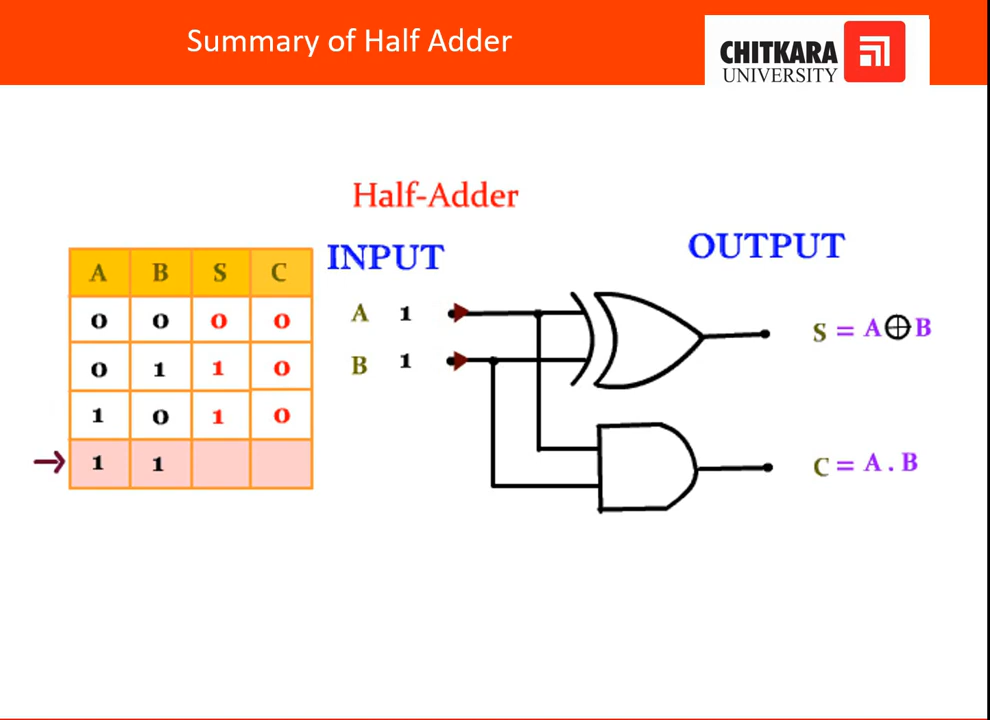 Summary of Half Adder
CHITKARA
UNIVERSITY
Half-Adder
INPUT
OUTPUT
A B S C
0 0 0 0
0 1 1 0
1 0 1 0
1 1
A 1
B 1
S = A⊕B
C = A . B